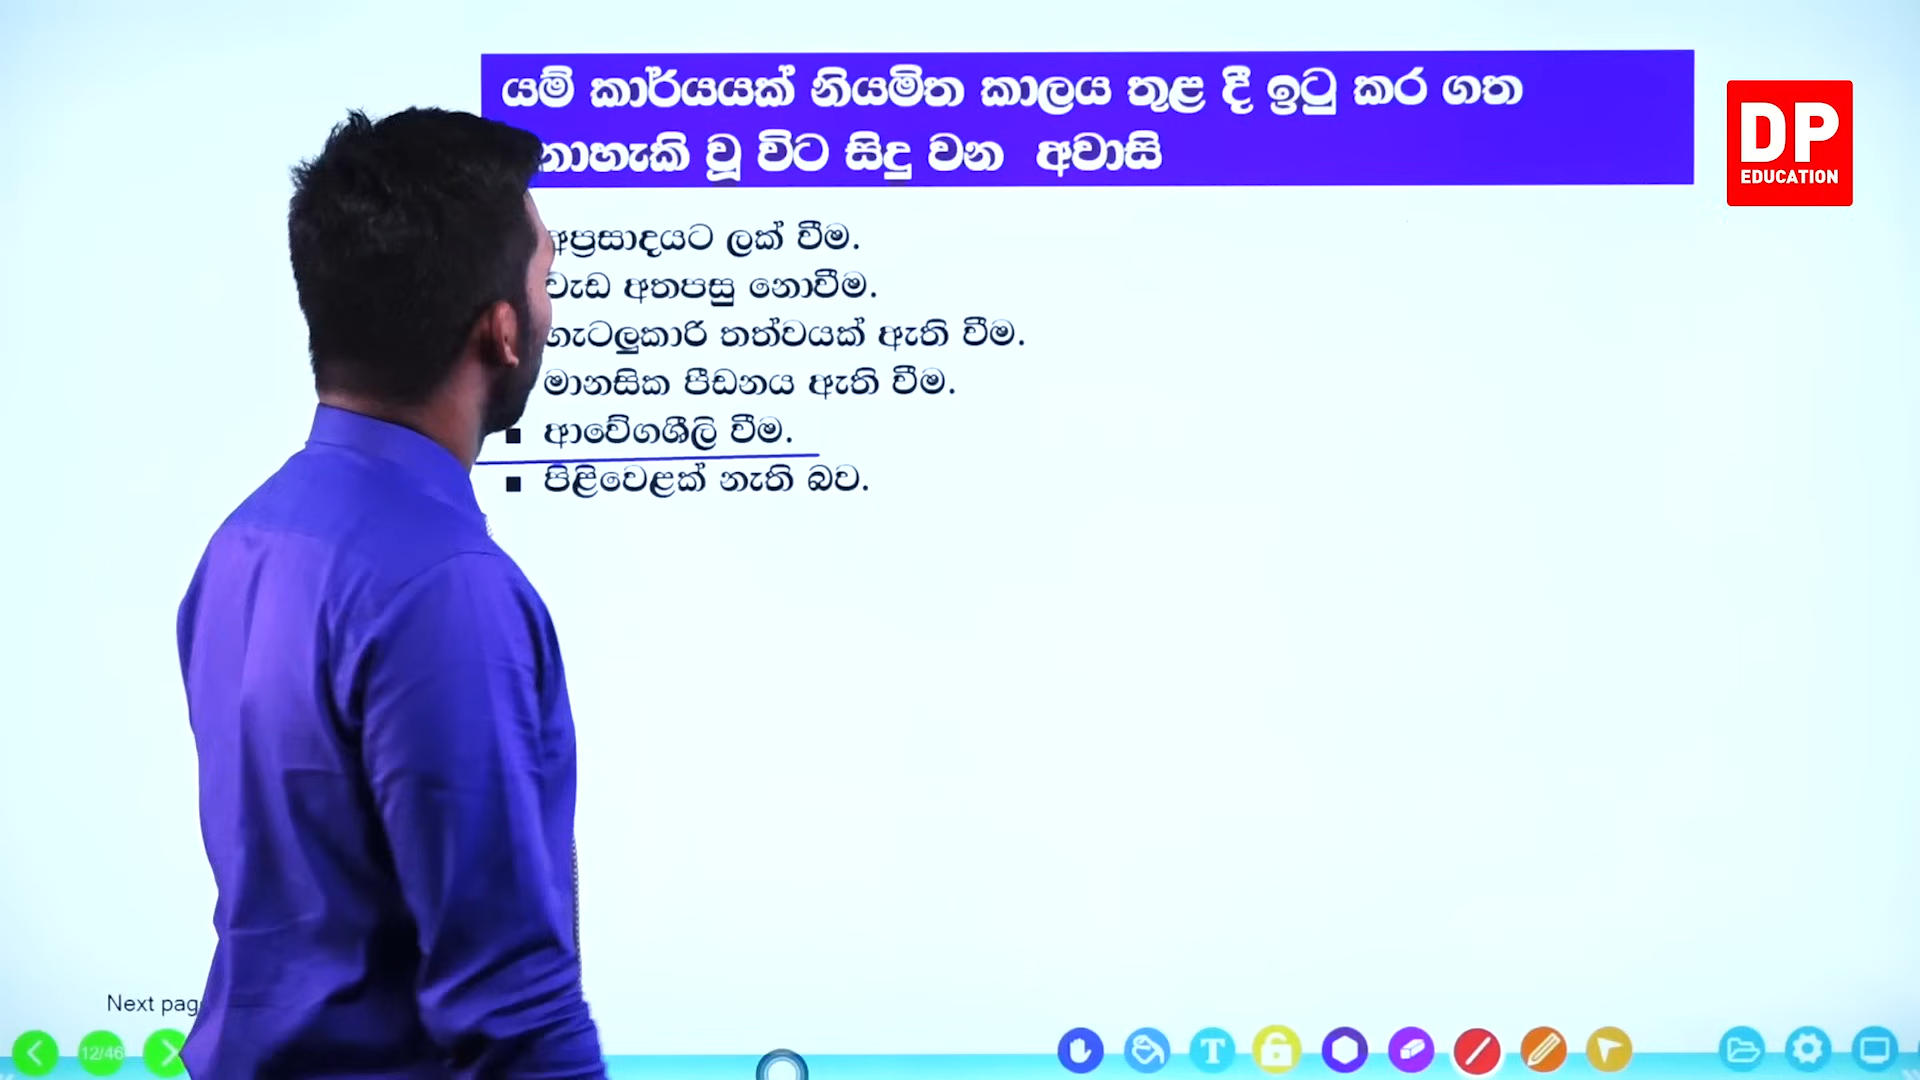 යම් කාර්යයක් නියමිත කාලය තුළ දී ඉටු කර ගත
වූ විට සිදු වන අවාසි
DP
EDUCATION
අප්‍රසාදයට ලක් වීම.
වැඩ අතපසු නොවීම.
ගැටලුකාරී තත්වයක් ඇති වීම.
මානසික පීඩනය ඇති වීම.
▪ ආවේගශීලී වීම.
▪ පිළිවෙළක් නැති බව.
Next
12/46
T